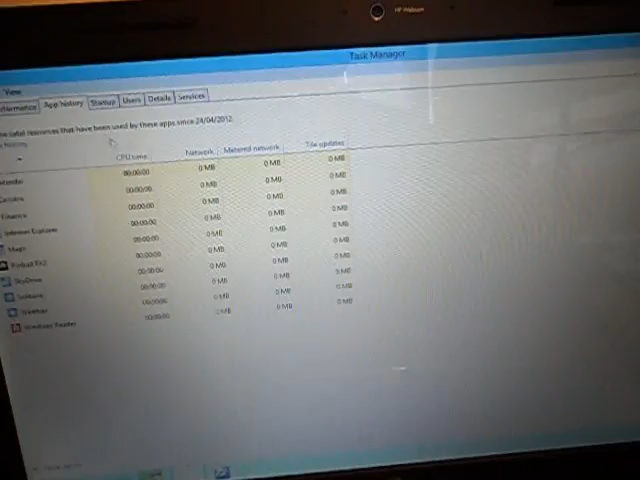 HP Webcam
Task Manager
View
App history Startup Users Details Services
resources that have been used by these apps since 24/04/2012.
CPU time Network Metered network Tile updates
00:00:00 0 MB 0 MB 0 MB
Camera 00:00:00 0 MB 0 MB 0 MB
Finance 00:00:00 0 MB 0 MB 0 MB
Internet Explorer 00:00:00 0 MB 0 MB 0 MB
Maps 00:00:00 0 MB 0 MB 0 MB
Pinball FX2 00:00:00 0 MB 0 MB 0 MB
SkyDrive 00:00:00 0 MB 0 MB 0 MB
Solitaire 00:00:00 0 MB 0 MB 0 MB
Weather 00:00:00 0 MB 0 MB 0 MB
Windows Reader 00:00:00 0 MB 0 MB 0 MB